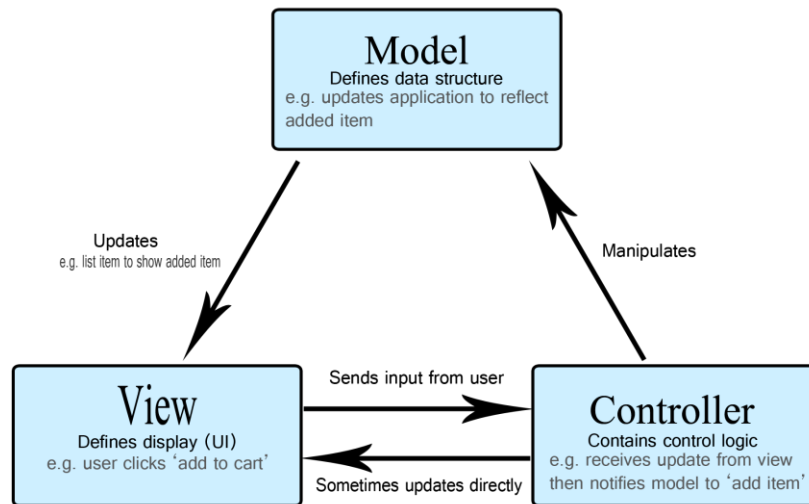 Model
Defines data structure
e.g. updates application to reflect
added item
Updates
e.g. list item to show added item
Manipulates
View
Defines display (UI)
e.g. user clicks ‘add to cart’
Sends input from user
Sometimes updates directly
Controller
Contains control logic
e.g. receives update from view
then notifies model to ‘add item’